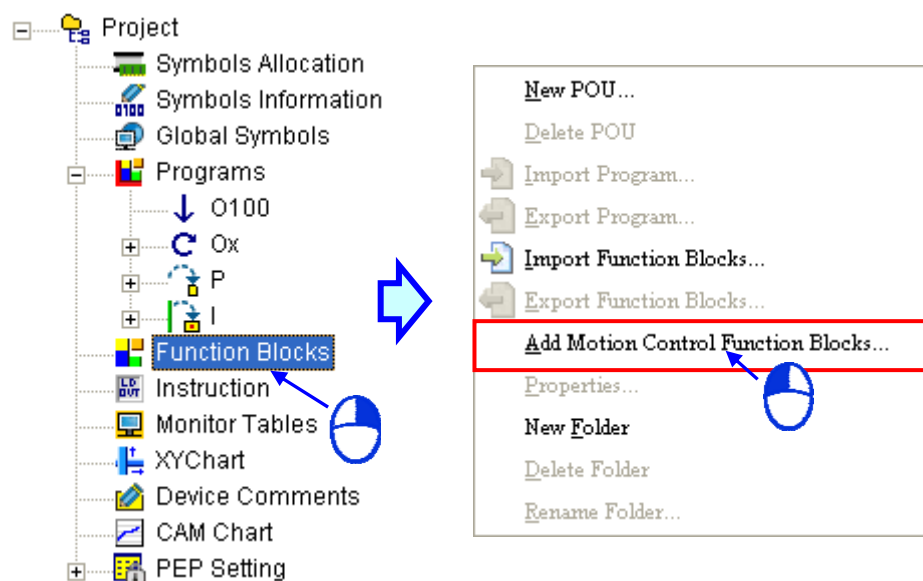 Project
Symbols Allocation
Symbols Information
Global Symbols
Programs
O100
Ox
P
I
Function Blocks
Instruction
Monitor Tables
XYChart
Device Comments
CAM Chart
PEP Setting
New POU...
Delete POU
Import Program...
Export Program...
Import Function Blocks...
Export Function Blocks...
Add Motion Control Function Blocks...
Properties...
New Folder
Delete Folder
Rename Folder...